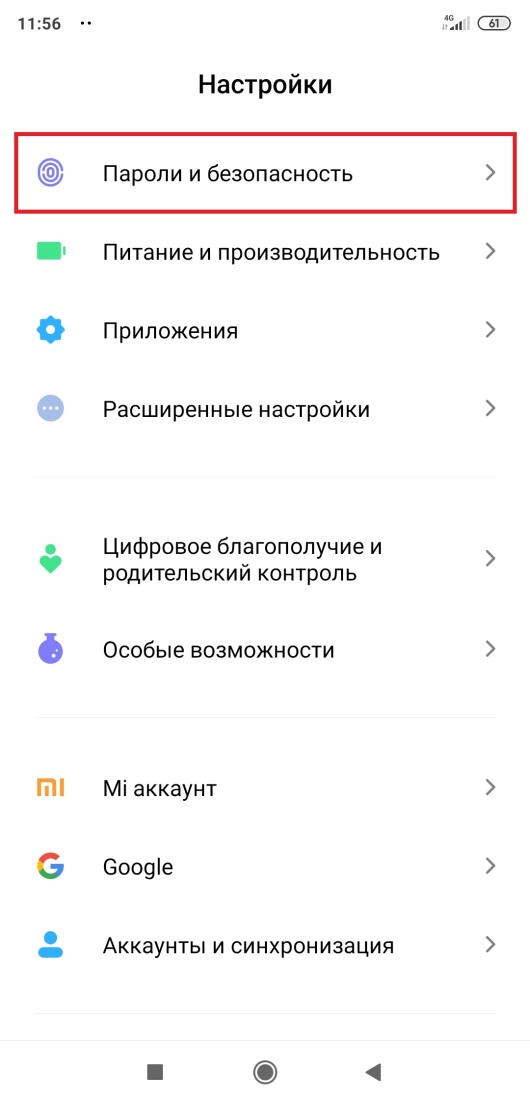 11:56
4G
61
Настройки
Пароли и безопасность
Питание и производительность
Приложения
Расширенные настройки
Цифровое благополучие и
родительский контроль
Особые возможности
Mi аккаунт
Google
Аккаунты и синхронизация